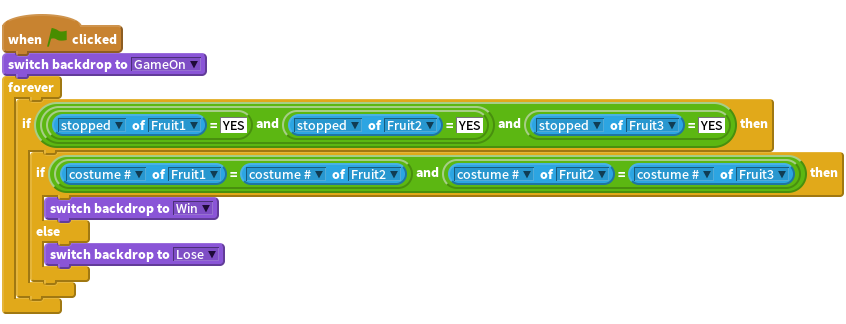 when clicked
switch backdrop to GameOn
forever
if stopped of Fruit1 = YES and stopped of Fruit2 = YES and stopped of Fruit3 = YES then
if costume # of Fruit1 = costume # of Fruit2 and costume # of Fruit2 = costume # of Fruit3 then
switch backdrop to Win
else
switch backdrop to Lose